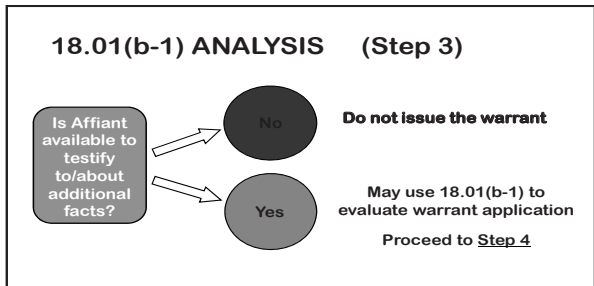 18.01(b-1) ANALYSIS (Step 3)
Is Affiant
available to
testify
to/about
additional
facts?
No
Do not issue the warrant
Yes
May use 18.01(b-1) to
evaluate warrant application
Proceed to Step 4